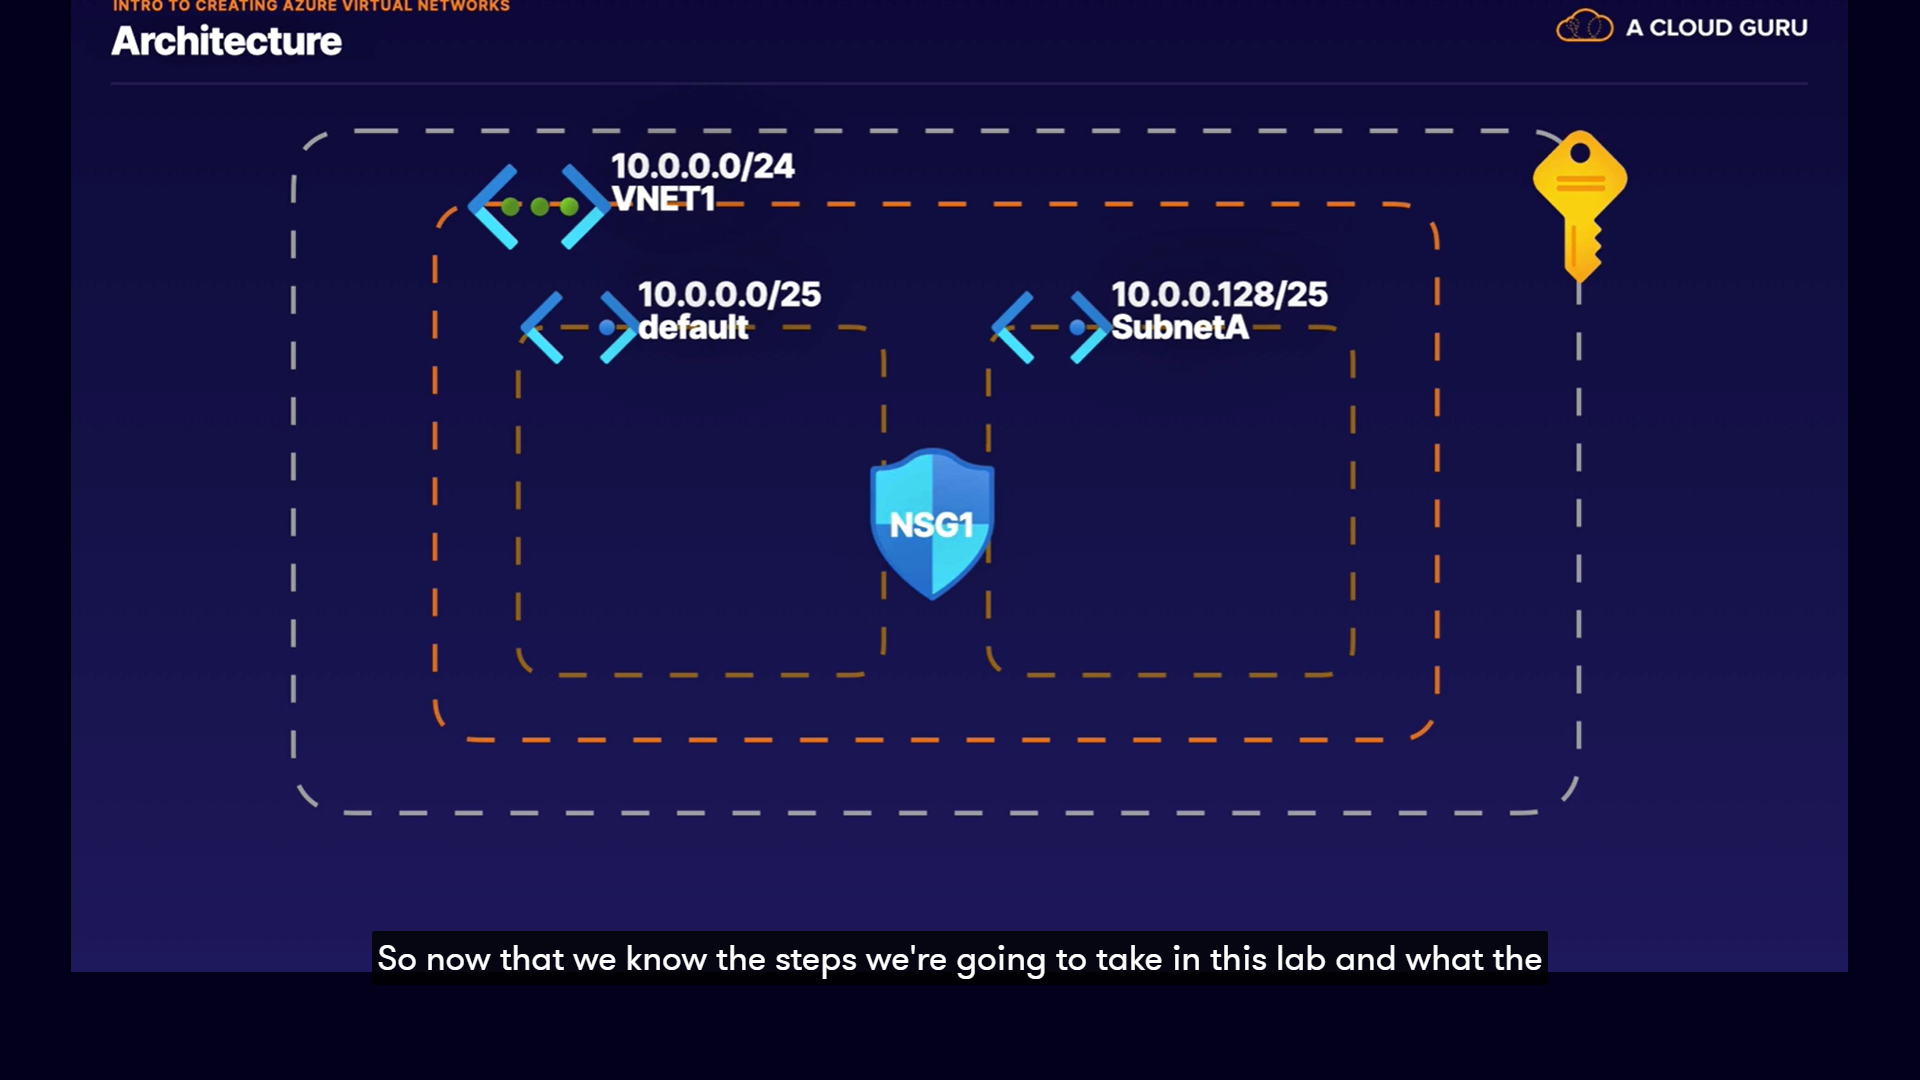 INTRO TO CREATING AZURE VIRTUAL NETWORKS
Architecture
A CLOUD GURU
10.0.0.0/24
VNET1
10.0.0.0/25
default
10.0.0.128/25
SubnetA
NSG1
So now that we know the steps we're going to take in this lab and what the